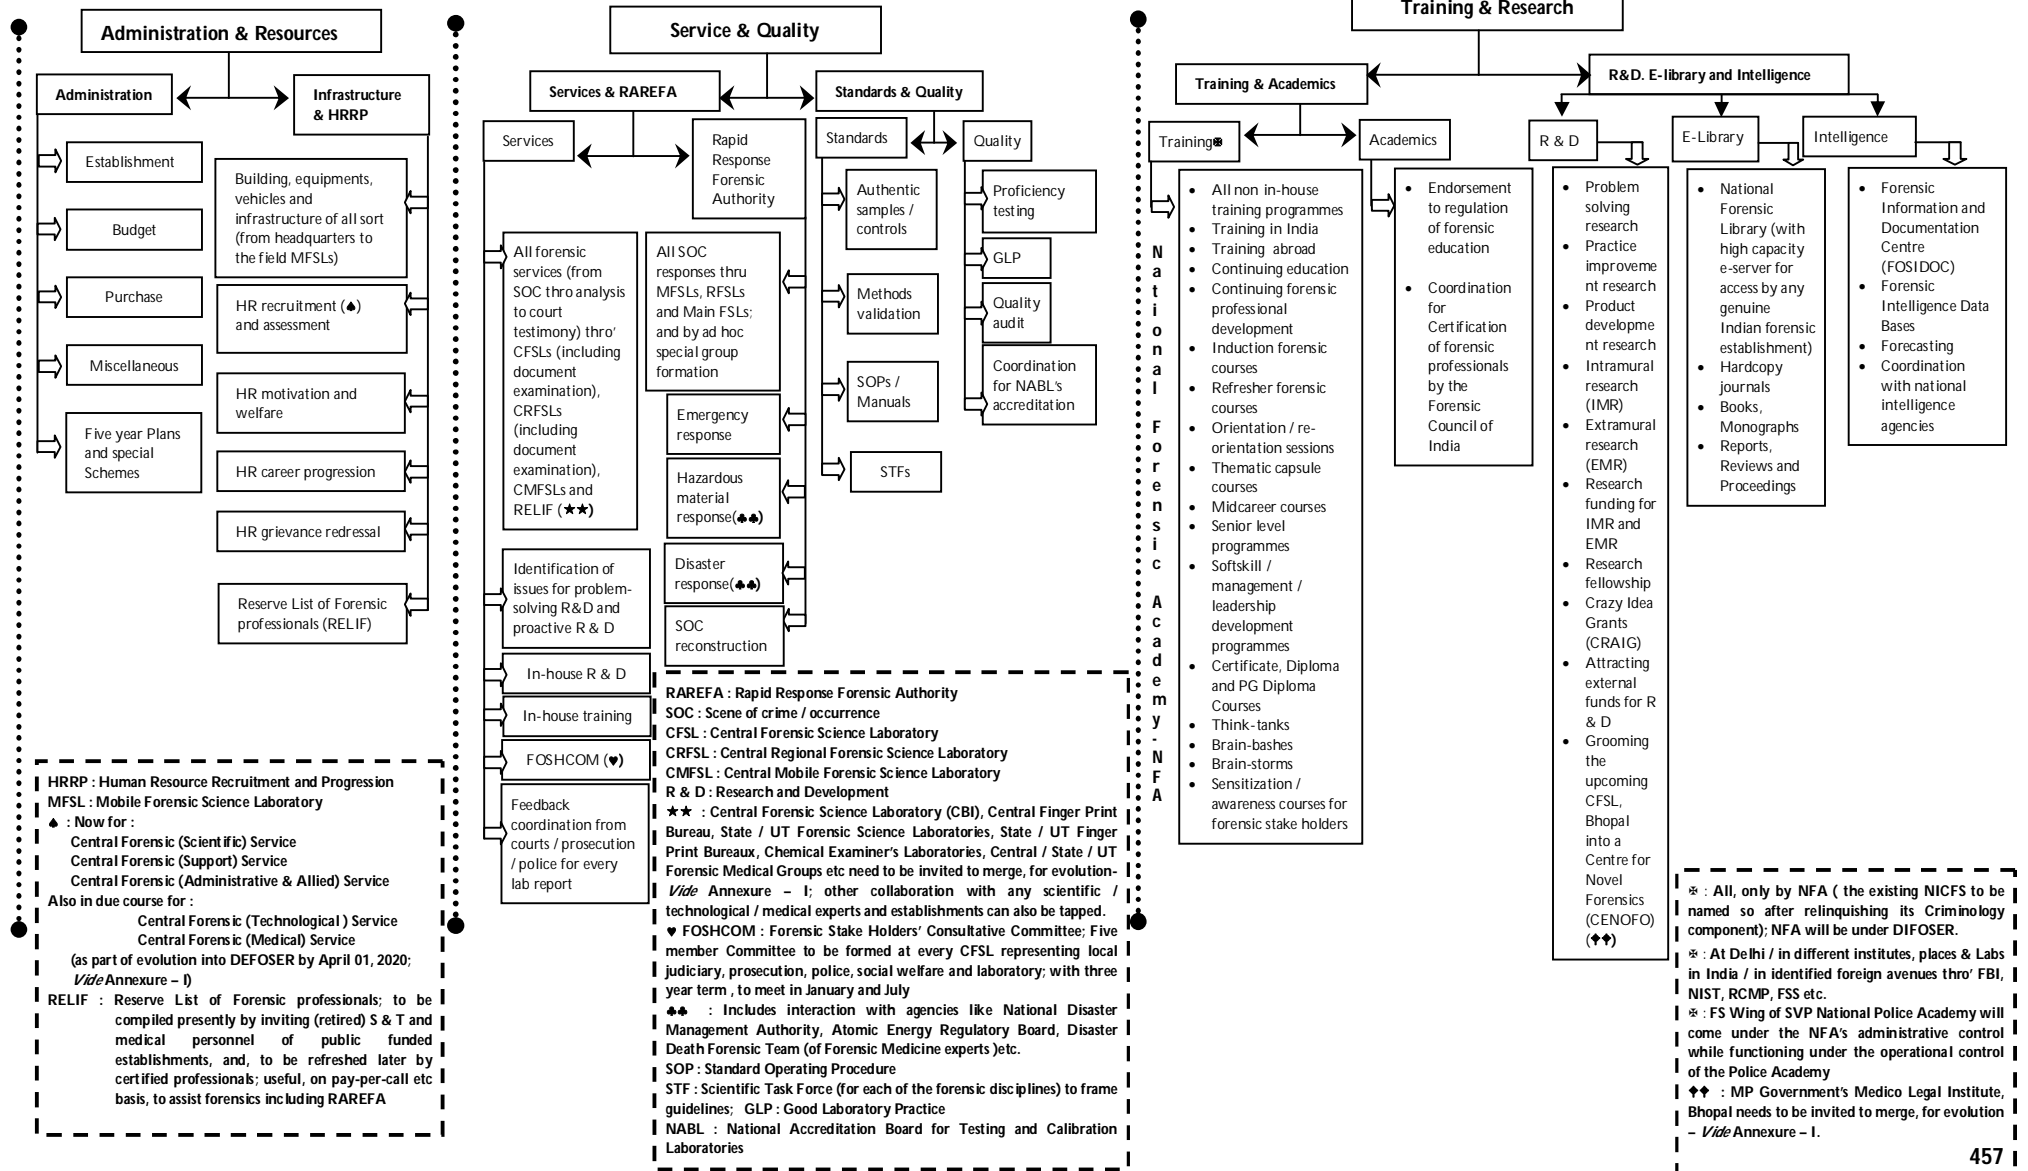 Administration & Resources
Administration
Infrastructure
& HRRP
Establishment
Budget
Purchase
Miscellaneous
Five year Plans
and special
Schemes
Building, equipments,
vehicles and
infrastructure of all sort
(from headquarters to
the field MFSLs)
HR recruitment (♠)
and assessment
HR motivation and
welfare
HR career progression
HR grievance redressal
Reserve List of Forensic
professionals (RELIF)
HRRP : Human Resource Recruitment and Progression
MFSL : Mobile Forensic Science Laboratory
♠ : Now for :
Central Forensic (Scientific) Service
Central Forensic (Support) Service
Central Forensic (Administrative & Allied) Service
Also in due course for :
Central Forensic (Technological ) Service
Central Forensic (Medical) Service
(as part of evolution into DEFOSER by April 01, 2020;
Vide Annexure – I)
RELIF : Reserve List of Forensic professionals; to be
compiled presently by inviting (retired) S & T and
medical personnel of public funded
establishments, and, to be refreshed later by
certified professionals; useful, on pay-per-call etc
basis, to assist forensics including RAREFA
Service & Quality
Services & RAREFA
Standards & Quality
Services
Rapid
Response
Forensic
Authority
Standards
Quality
All forensic
services (from
SOC thro analysis
to court
testimony) thro'
CFSLs (including
document
examination),
CRFSLs
(including
document
examination),
CMFSLs and
RELIF (★★)
Identification of
issues for problem-
solving R&D and
proactive R & D
In-house R & D
In-house training
FOSHCOM (♥)
Feedback
coordination from
courts / prosecution
/ police for every
lab report
All SOC
responses thru
MFSLs, RFSLs
and Main FSLs;
and by ad hoc
special group
formation
Emergency
response
Hazardous
material
response(♣♣)
Disaster
response(♣♣)
SOC
reconstruction
Authentic
samples /
controls
Methods
validation
SOPs /
Manuals
STFs
Proficiency
testing
GLP
Quality
audit
Coordination
for NABL's
accreditation
RAREFA : Rapid Response Forensic Authority
SOC : Scene of crime / occurrence
CFSL : Central Forensic Science Laboratory
CRFSL : Central Regional Forensic Science Laboratory
CMFSL : Central Mobile Forensic Science Laboratory
R & D : Research and Development
★★ : Central Forensic Science Laboratory (CBI), Central Finger Print
Bureau, State / UT Forensic Science Laboratories, State / UT Finger
Print Bureaux, Chemical Examiner's Laboratories, Central / State / UT
Forensic Medical Groups etc need to be invited to merge, for evolution-
Vide Annexure – I; other collaboration with any scientific /
technological / medical experts and establishments can also be tapped.
♥ FOSHCOM : Forensic Stake Holders' Consultative Committee; Five
member Committee to be formed at every CFSL representing local
judiciary, prosecution, police, social welfare and laboratory; with three
year term , to meet in January and July
♣♣ : Includes interaction with agencies like National Disaster
Management Authority, Atomic Energy Regulatory Board, Disaster
Death Forensic Team (of Forensic Medicine experts )etc.
SOP : Standard Operating Procedure
STF : Scientific Task Force (for each of the forensic disciplines) to frame
guidelines; GLP : Good Laboratory Practice
NABL : National Accreditation Board for Testing and Calibration
Laboratories
Training & Research
Training & Academics
R&D. E-library and Intelligence
Training✠
Academics
R & D
E-Library
Intelligence
National Forensic Academy-NFA
• All non in-house
training programmes
• Training in India
• Training abroad
• Continuing education
• Continuing forensic
professional
development
• Induction forensic
courses
• Refresher forensic
courses
• Orientation / re-
orientation sessions
• Thematic capsule
courses
• Midcareer courses
• Senior level
programmes
• Softskill /
management /
leadership
development
programmes
• Certificate, Diploma
and PG Diploma
Courses
• Think-tanks
• Brain-bashes
• Brain-storms
• Sensitization /
awareness courses for
forensic stake holders
• Endorsement
to regulation
of forensic
education
• Coordination
for
Certification
of forensic
professionals
by the
Forensic
Council of
India
• Problem
solving
research
• Practice
improveme
nt research
• Product
developme
nt research
• Intramural
research
(IMR)
• Extramural
research
(EMR)
• Research
funding for
IMR and
EMR
• Research
fellowship
• Crazy Idea
Grants
(CRAIG)
• Attracting
external
funds for R
& D
• Grooming
the
upcoming
CFSL,
Bhopal
into a
Centre for
Novel
Forensics
(CENOFO)
(♦♦)
• National
Forensic
Library (with
high capacity
e-server for
access by any
genuine
Indian forensic
establishment)
• Hardcopy
journals
• Books,
Monographs
• Reports,
Reviews and
Proceedings
• Forensic
Information and
Documentation
Centre
(FOSIDOC)
• Forensic
Intelligence Data
Bases
• Forecasting
• Coordination
with national
intelligence
agencies
✠ : All, only by NFA ( the existing NICFS to be
named so after relinquishing its Criminology
component); NFA will be under DIFOSER.
✠ : At Delhi / in different institutes, places & Labs
in India / in identified foreign avenues thro' FBI,
NIST, RCMP, FSS etc.
✠ : FS Wing of SVP National Police Academy will
come under the NFA's administrative control
while functioning under the operational control
of the Police Academy
♦♦ : MP Government's Medico Legal Institute,
Bhopal needs to be invited to merge, for evolution
– Vide Annexure – I.
457